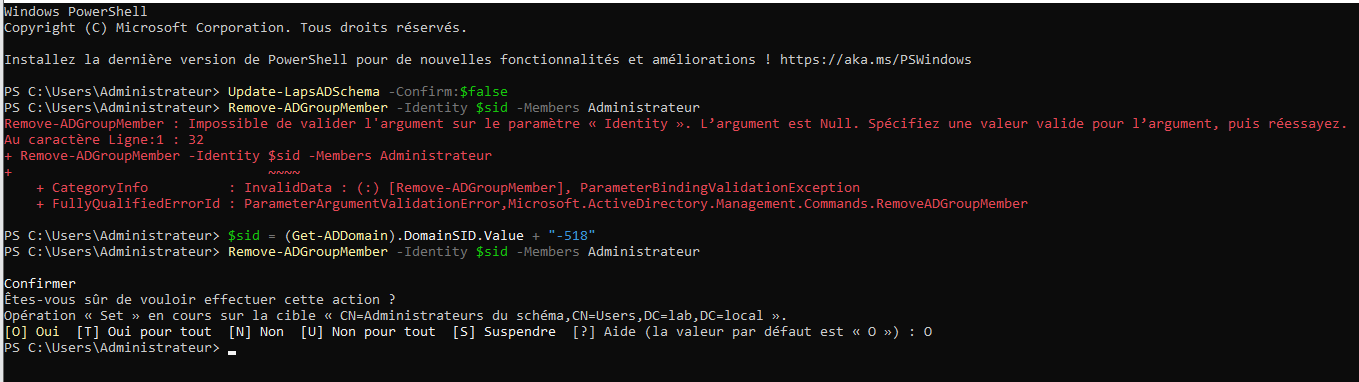 Windows PowerShell
Copyright (C) Microsoft Corporation. Tous droits réservés.
Installez la dernière version de PowerShell pour de nouvelles fonctionnalités et améliorations ! https://aka.ms/PSWindows
PS C:\Users\Administrateur> Update-LapsADSchema -Confirm:$false
PS C:\Users\Administrateur> Remove-ADGroupMember -Identity $sid -Members Administrateur
Remove-ADGroupMember : Impossible de valider l'argument sur le paramètre « Identity ». L’argument est Null. Spécifiez une valeur valide pour l’argument, puis réessayez.
Au caractère Ligne:1 : 32
+ Remove-ADGroupMember -Identity $sid -Members Administrateur
+                                ~~~~
    + CategoryInfo          : InvalidData : (:) [Remove-ADGroupMember], ParameterBindingValidationException
    + FullyQualifiedErrorId : ParameterArgumentValidationError,Microsoft.ActiveDirectory.Management.Commands.RemoveADGroupMember
PS C:\Users\Administrateur> $sid = (Get-ADDomain).DomainSID.Value + "-518"
PS C:\Users\Administrateur> Remove-ADGroupMember -Identity $sid -Members Administrateur
Confirmer
Êtes-vous sûr de vouloir effectuer cette action ?
Opération « Set » en cours sur la cible « CN=Administrateurs du schéma,CN=Users,DC=lab,DC=local ».
[O] Oui  [T] Oui pour tout  [N] Non  [U] Non pour tout  [S] Suspendre  [?] Aide (la valeur par défaut est « O ») : O
PS C:\Users\Administrateur>